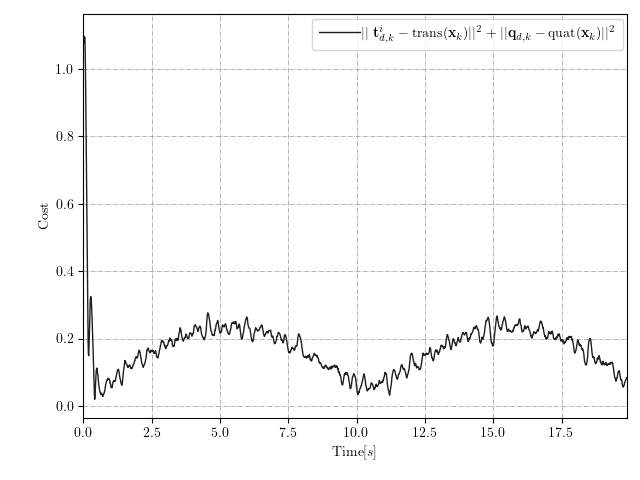 || t^i_{d,k} − trans(x_k)||^2 + ||q_{d,k} − quat(x_k)||^2
1.0
0.8
0.6
0.4
0.2
0.0
Cost
0.0 2.5 5.0 7.5 10.0 12.5 15.0 17.5
Time[s]